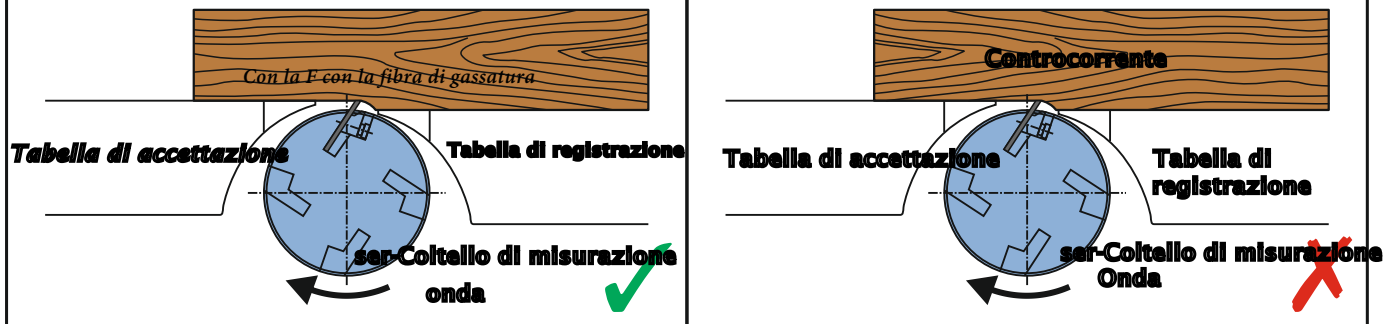 Con la F con la fibra di gassatura
Tabella di accettazione
Tabella di registrazione
ser-Coltello di misurazione
onda
Controcorrente
Tabella di accettazione
Tabella di
registrazione
ser-Coltello di misurazione
Onda